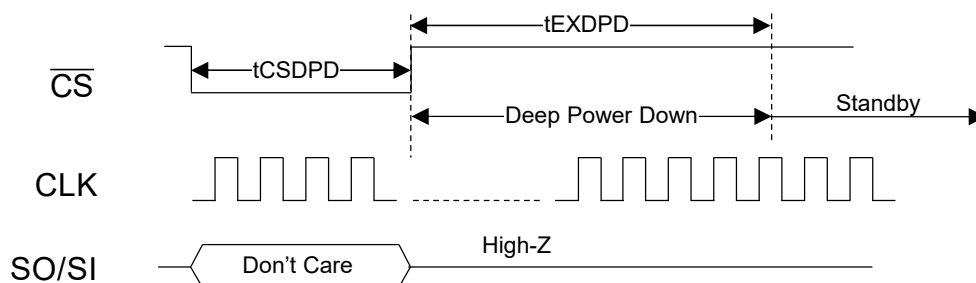 tEXDPD
CS
tCSDPD
Deep Power Down
Standby
CLK
High-Z
SO/SI
Don't Care